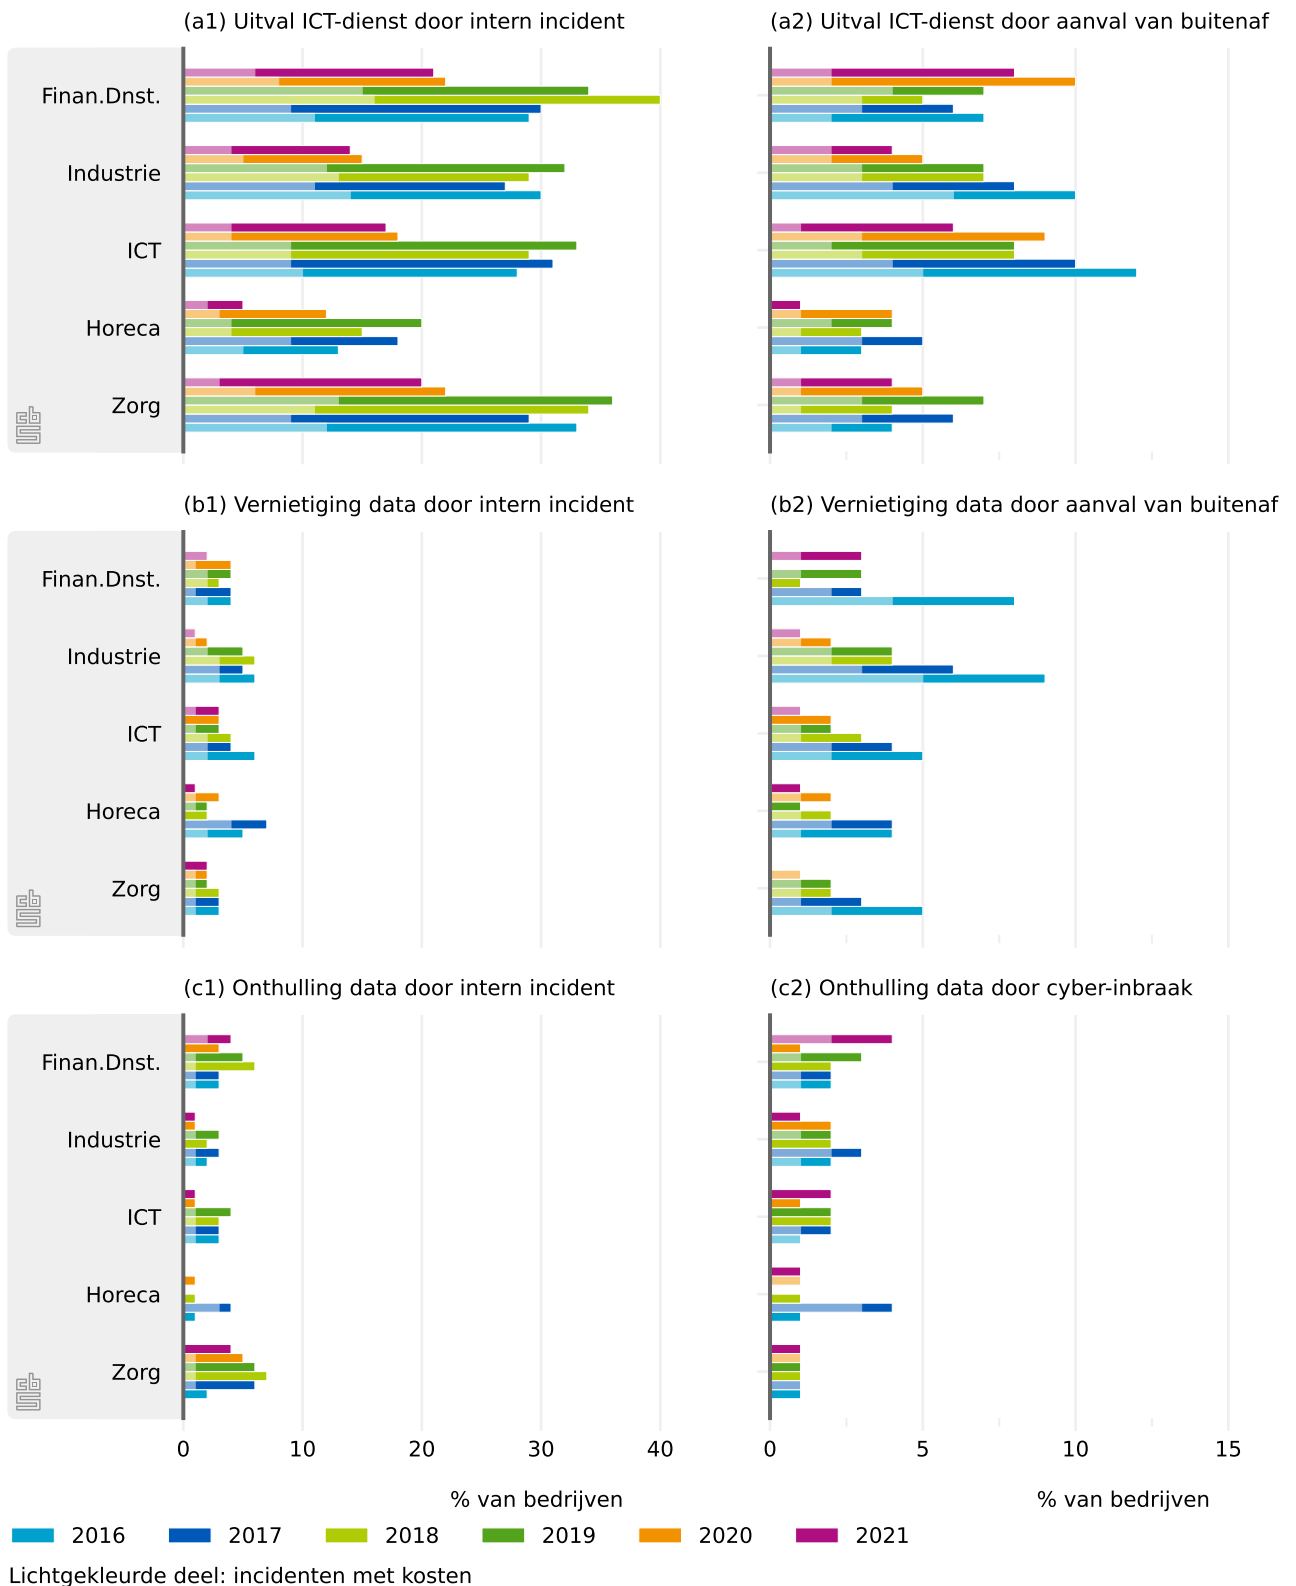 (a1) Uitval ICT-dienst door intern incident
(a2) Uitval ICT-dienst door aanval van buitenaf
Finan.Dnst.
Industrie
ICT
Horeca
Zorg
(b1) Vernietiging data door intern incident
(b2) Vernietiging data door aanval van buitenaf
Finan.Dnst.
Industrie
ICT
Horeca
Zorg
(c1) Onthulling data door intern incident
(c2) Onthulling data door cyber-inbraak
Finan.Dnst.
Industrie
ICT
Horeca
Zorg
0 10 20 30 40
0 5 10 15
% van bedrijven
% van bedrijven
2016 2017 2018 2019 2020 2021
Lichtgekleurde deel: incidenten met kosten